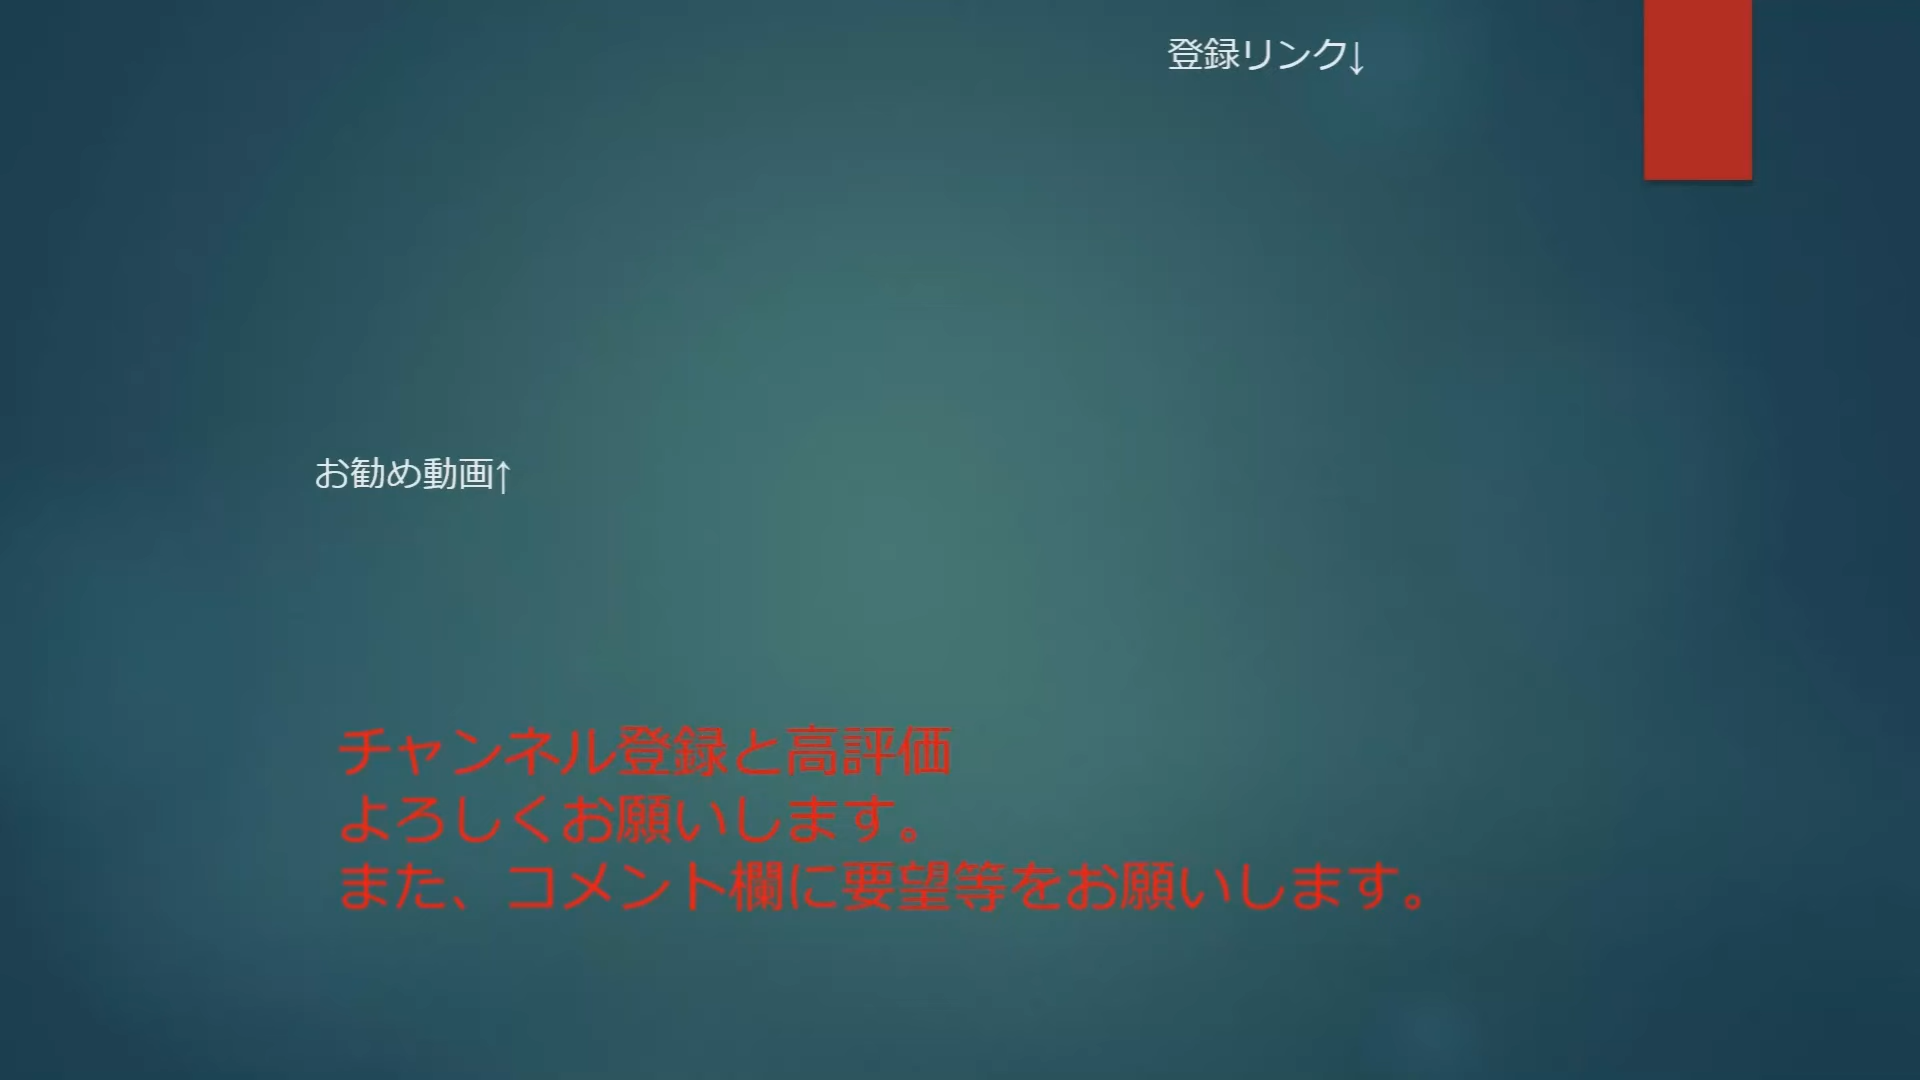 登録リンク↓
お勧め動画↑
チャンネル登録と高評価
よろしくお願いします。
また、コメント欄に要望等をお願いします。